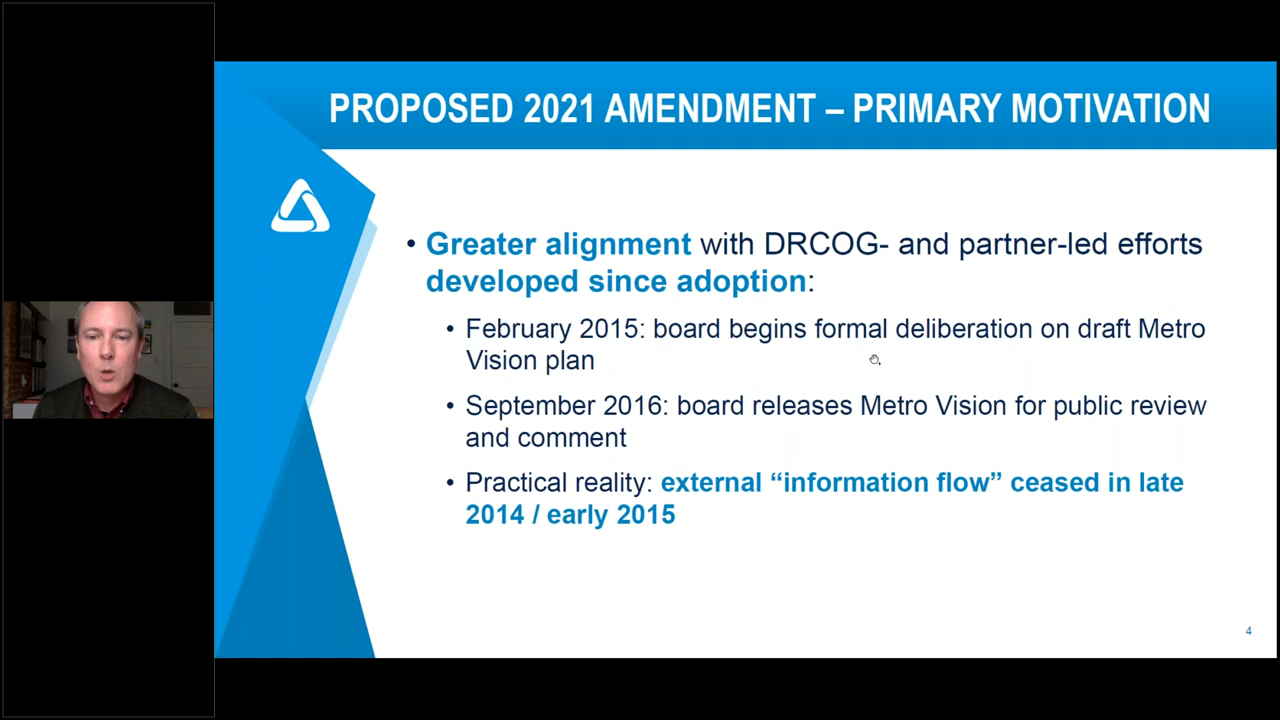 PROPOSED 2021 AMENDMENT – PRIMARY MOTIVATION
• Greater alignment with DRCOG- and partner-led efforts
developed since adoption:
• February 2015: board begins formal deliberation on draft Metro
Vision plan
• September 2016: board releases Metro Vision for public review
and comment
• Practical reality: external “information flow” ceased in late
2014 / early 2015
4